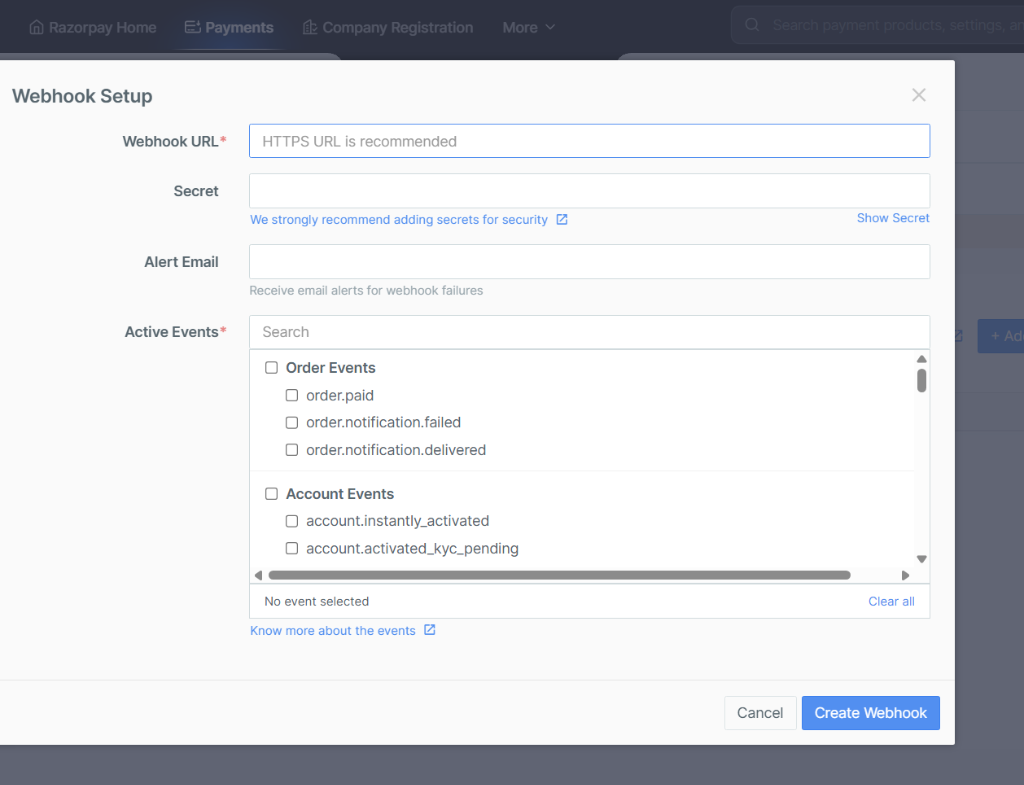 Razorpay Home Payments Company Registration More Search payment products, settings, an
Webhook Setup
Webhook URL* HTTPS URL is recommended
Secret
We strongly recommend adding secrets for security Show Secret
Alert Email
Receive email alerts for webhook failures
Active Events* Search
+ Ad
Order Events
order.paid
order.notification.failed
order.notification.delivered
Account Events
account.instantly_activated
account.activated_kyc_pending
No event selected Clear all
Know more about the events
Cancel Create Webhook